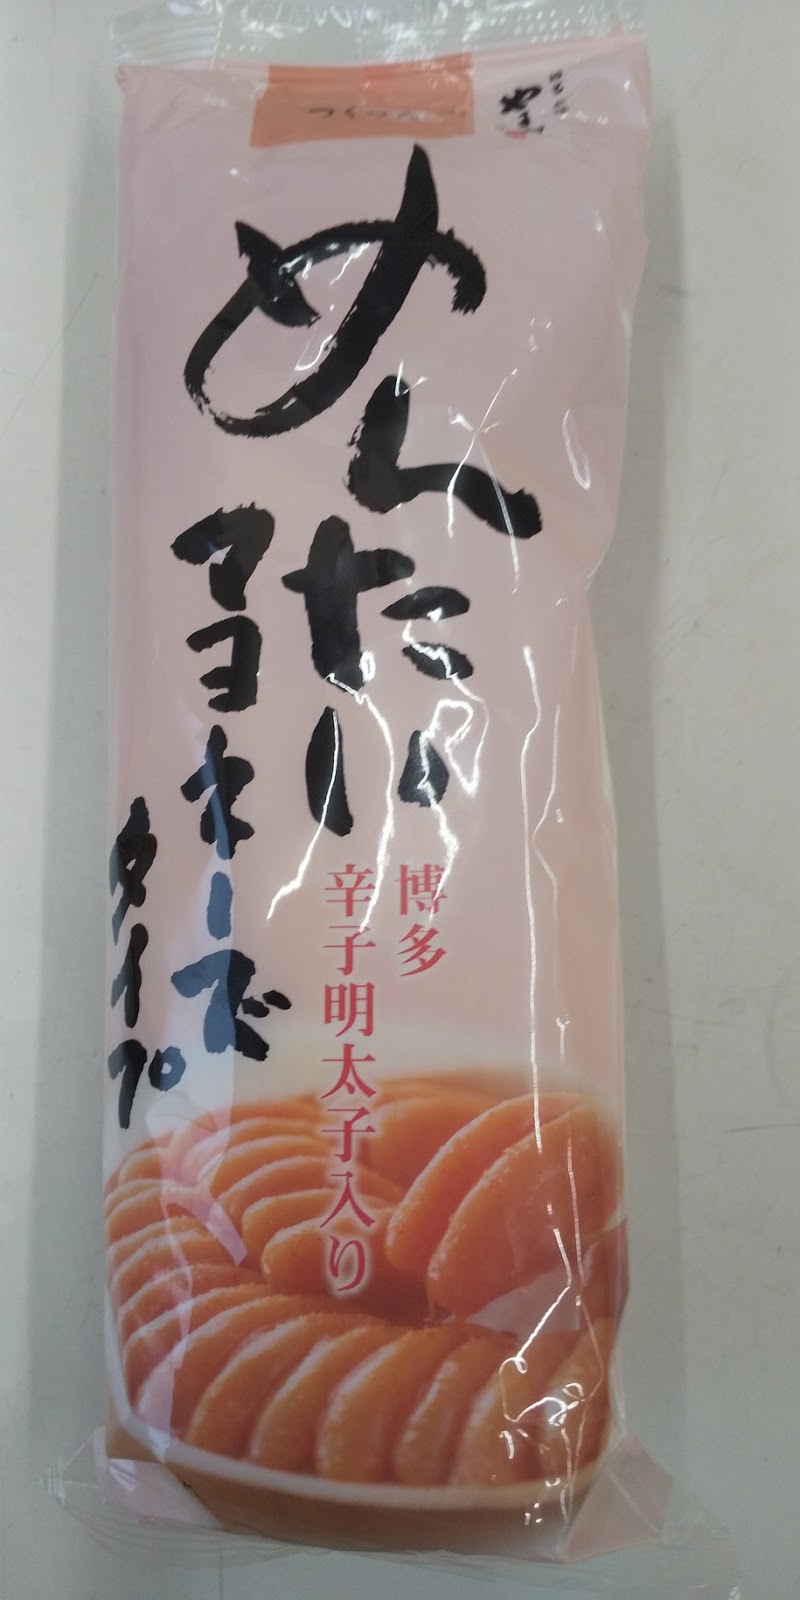 めんたい
マヨネーズ
タイプ
博多
辛子明太子入り